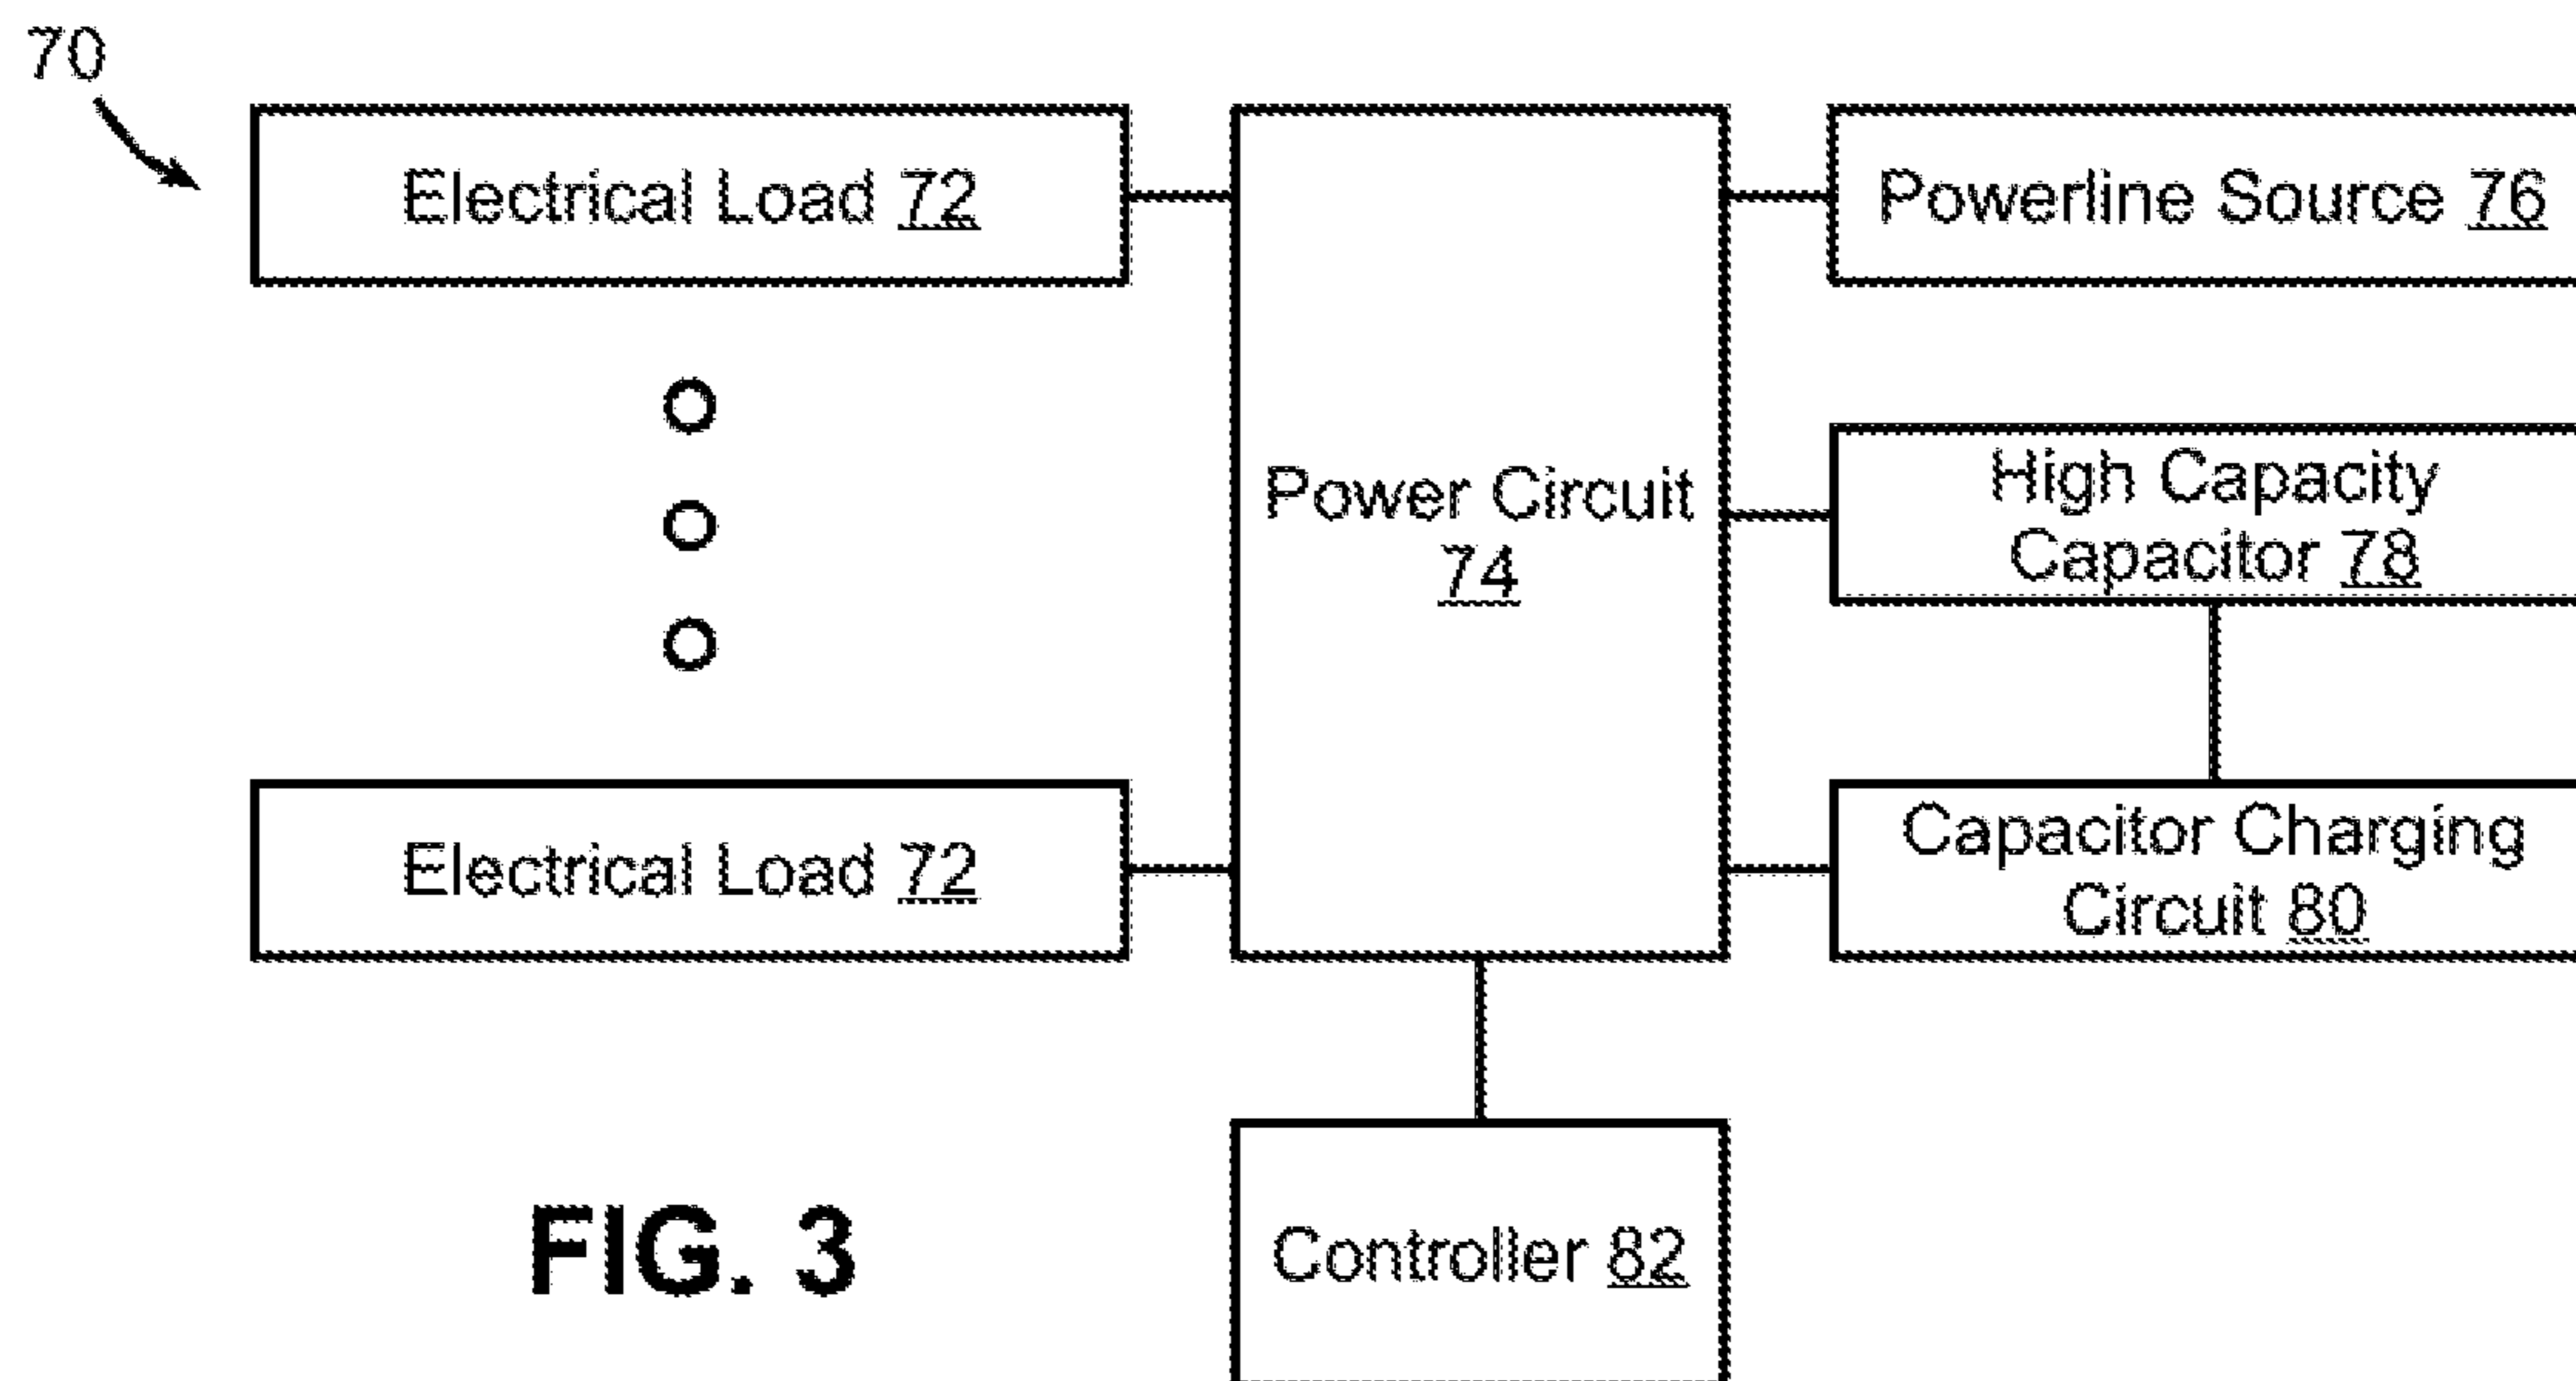 70
Electrical Load 72
Powerline Source 76
Power Circuit
74
High Capacity
Capacitor 78
Electrical Load 72
Capacitor Charging
Circuit 80
Controller 82
FIG. 3